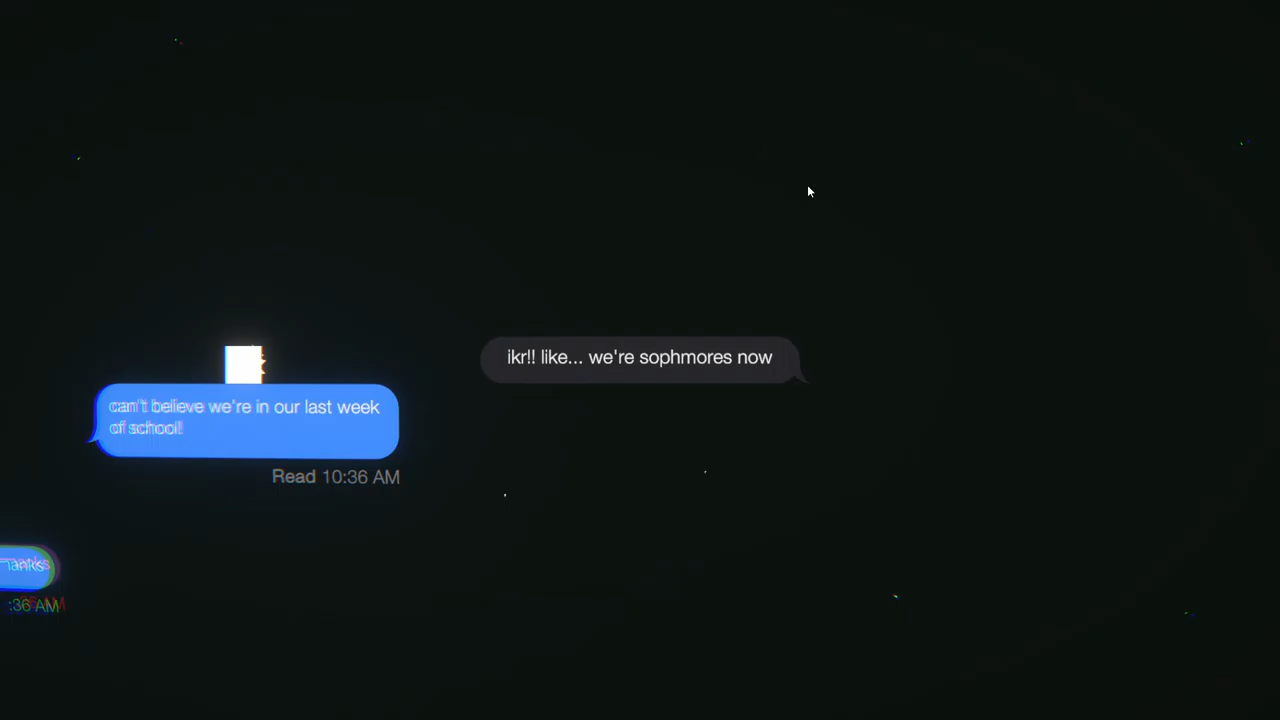 ikr!! like... we're sophmores now
can't believe we're in our last week
of school!
Read 10:36 AM
:36 AM